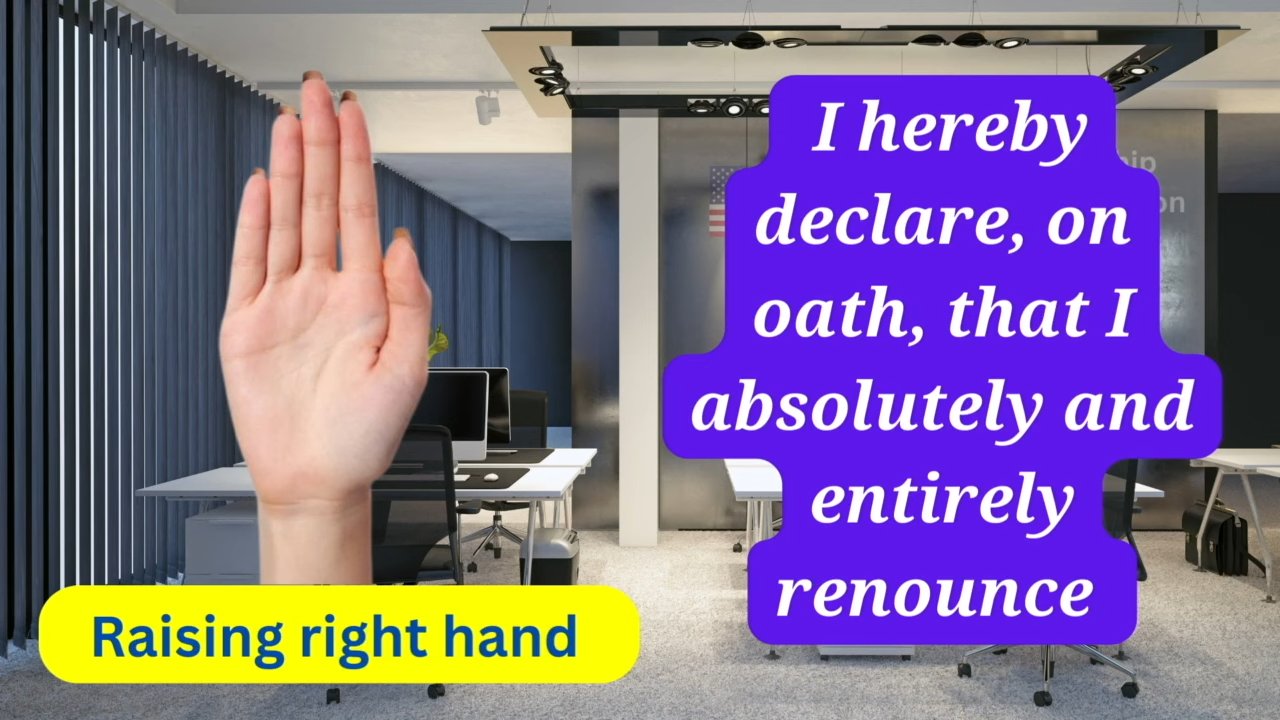 I hereby
declare, on
oath, that I
absolutely and
entirely
renounce
Raising right hand